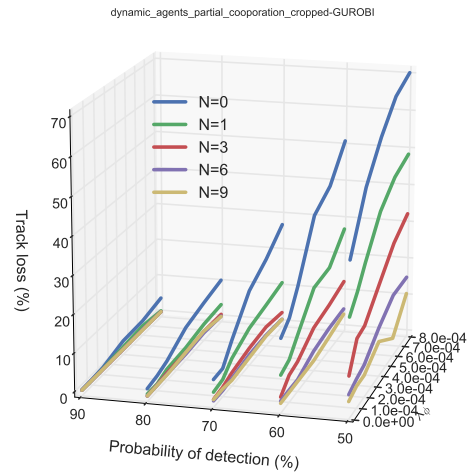 dynamic_agents_partial_cooporation_cropped-GUROBI
N=0
N=1
N=3
N=6
N=9
Track loss (%)
70
60
50
40
30
20
10
0
90
80
70
60
50
Probability of detection (%)
8.0e-04
7.0e-04
6.0e-04
5.0e-04
4.0e-04
3.0e-04
2.0e-04
1.0e-04
0.0e+00